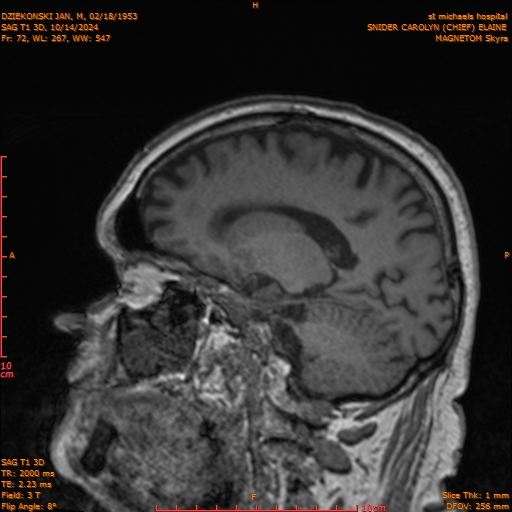 H
DZIEKONSKI JAN, M, 02/18/1953
SAG T1 3D, 10/14/2024
Fr: 72, WL: 267, WW: 547
st michaels hospital
SNIDER CAROLYN (CHIEF) ELAINE
MAGNETOM Skyra
A
P
10
cm
SAG T1 3D
TR: 2000 ms
TE: 2.23 ms
Field: 3 T
Flip Angle: 8°
F
10cm
Slice Thk: 1 mm
DFOV: 256 mm